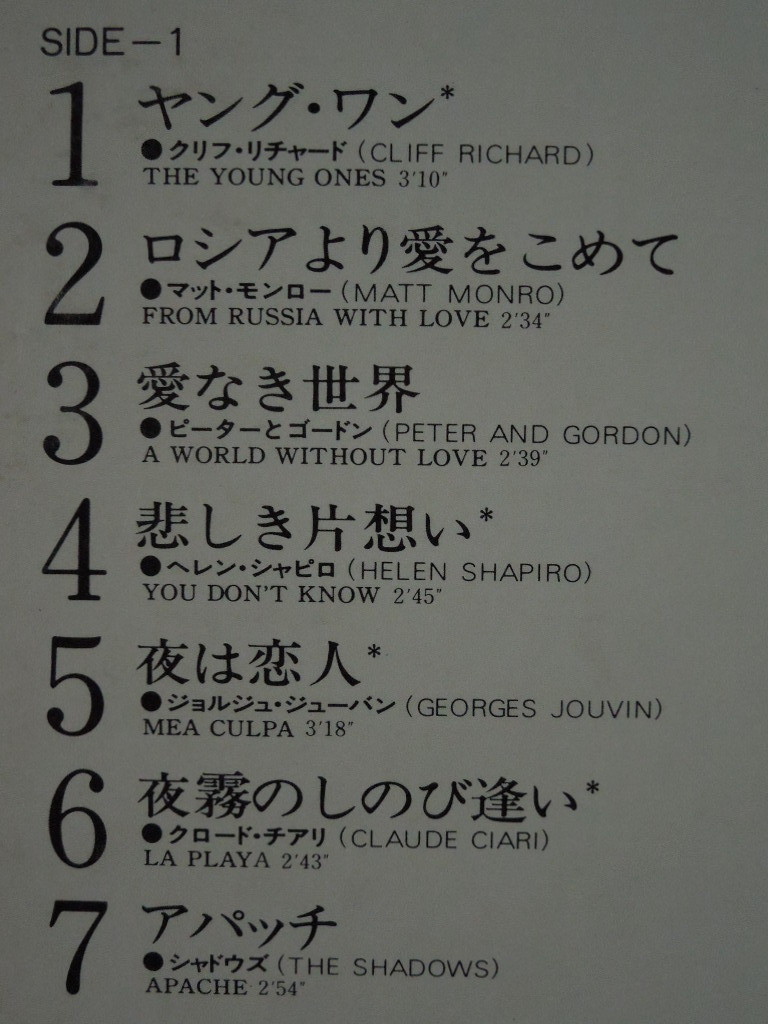 SIDE－1
1 ヤング・ワン*
●クリフ・リチャード (CLIFF RICHARD)
THE YOUNG ONES 3'10"
2 ロシアより愛をこめて
●マット・モンロー (MATT MONRO)
FROM RUSSIA WITH LOVE 2'34"
3 愛なき世界
●ピーターとゴードン (PETER AND GORDON)
A WORLD WITHOUT LOVE 2'39"
4 悲しき片想い*
●ヘレン・シャピロ (HELEN SHAPIRO)
YOU DON'T KNOW 2'45"
5 夜は恋人*
●ジョルジュ・ジューバン (GEORGES JOUVIN)
MEA CULPA 3'18"
6 夜霧のしのび逢い*
●クロード・チアリ (CLAUDE CIARI)
LA PLAYA 2'43"
7 アパッチ
●シャドウズ (THE SHADOWS)
APACHE 2'54"